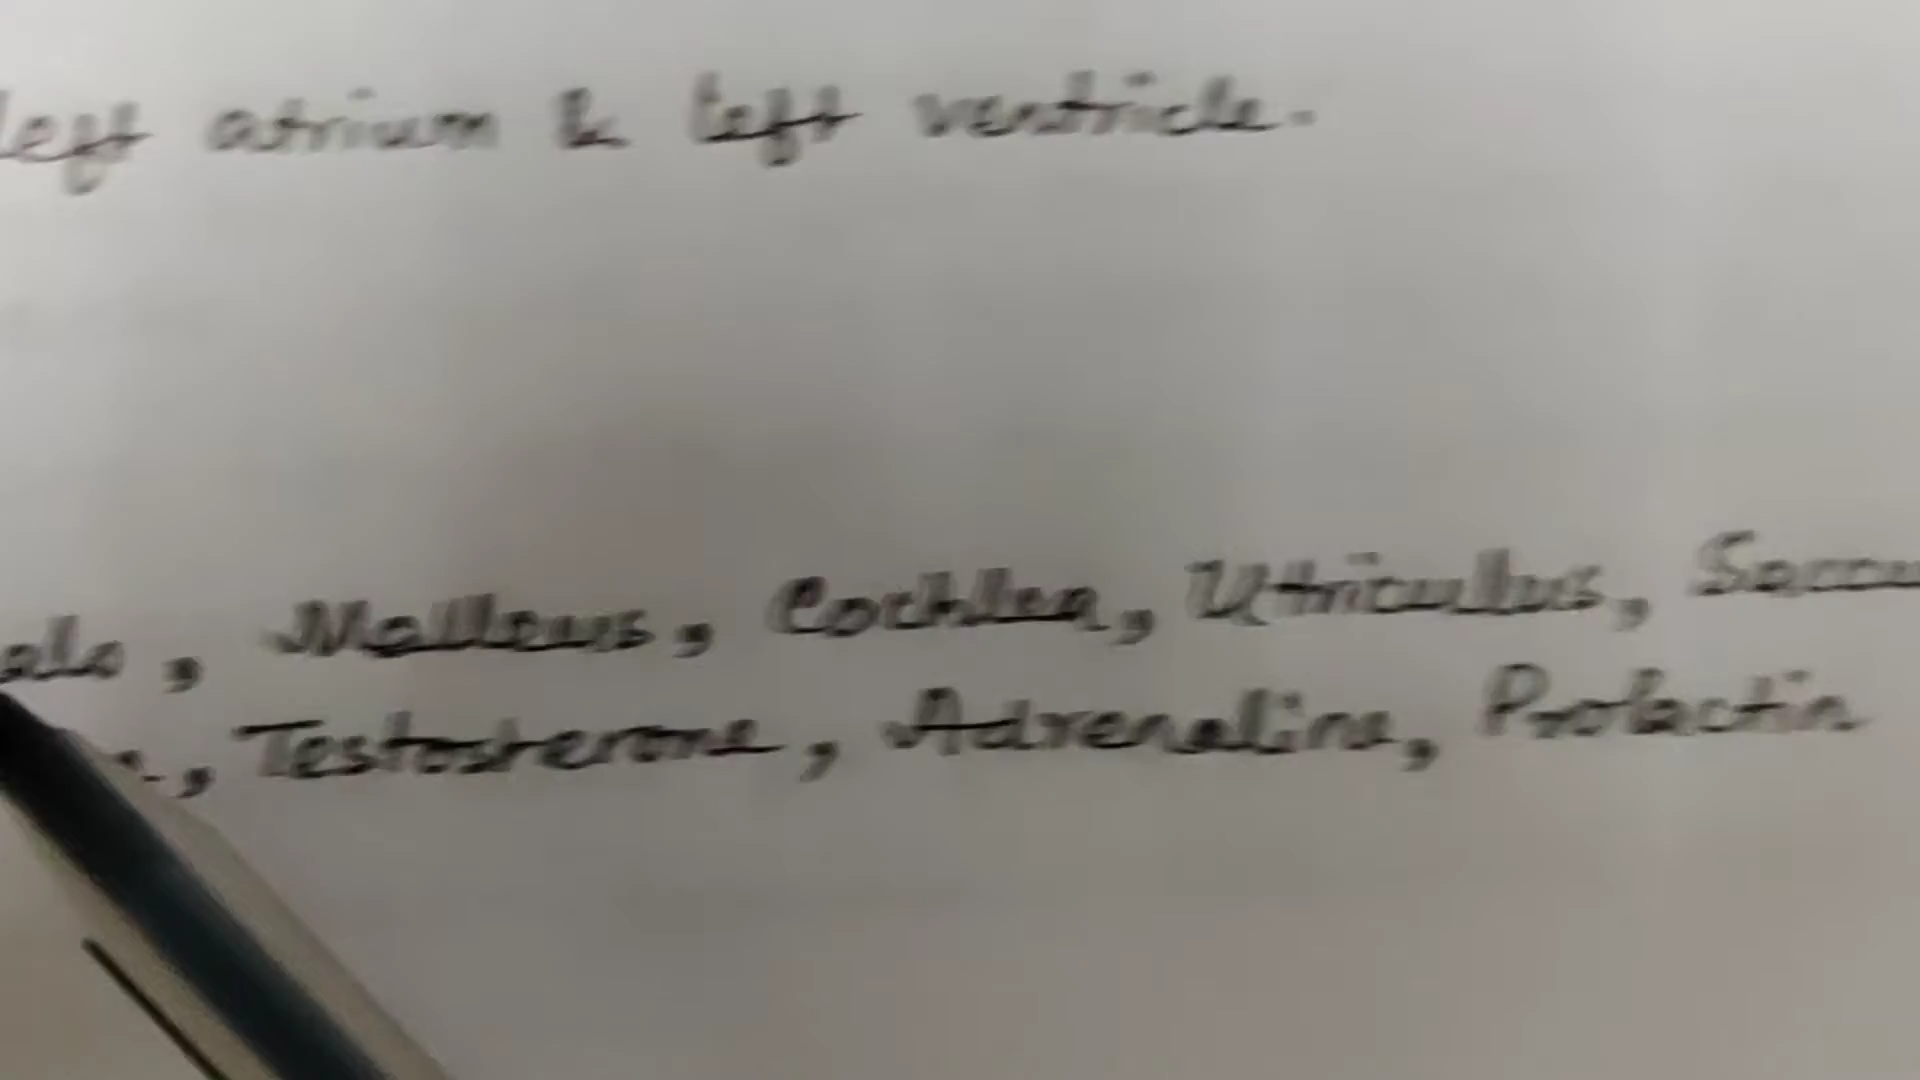 left atrium & left ventricle.
, Malleus, Cochlea, Utriculus,
, Testosterone, Adrenaline, Prolactin